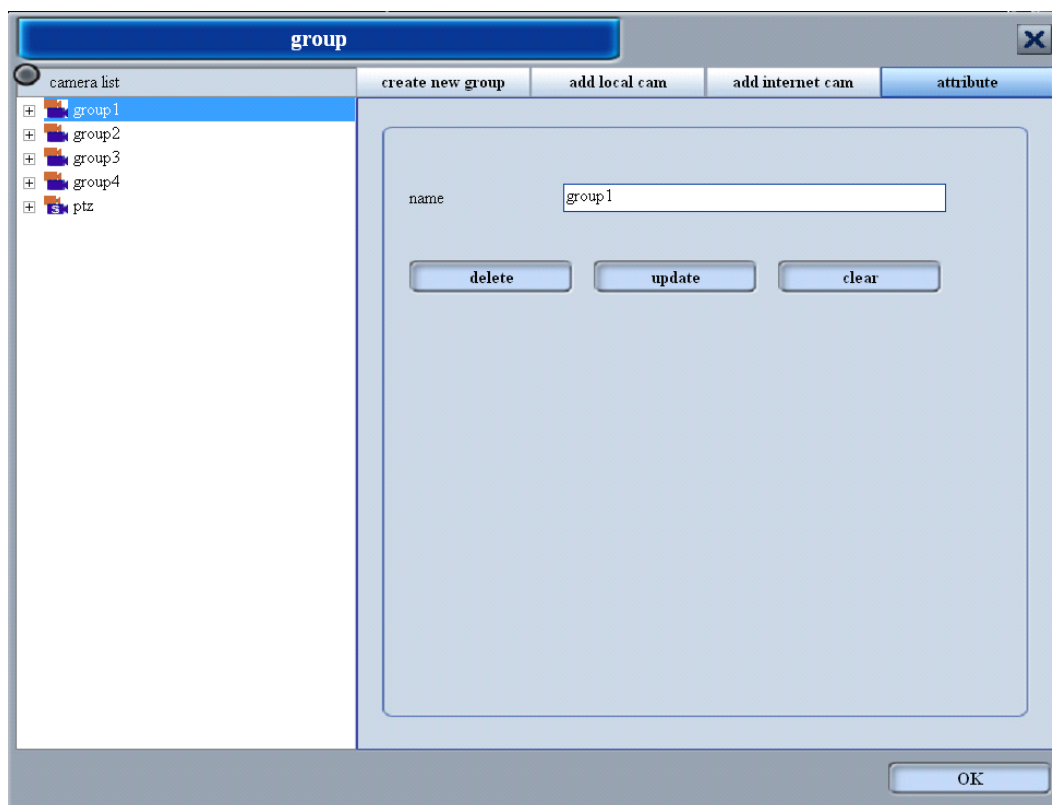 group
camera list
create new group
add local cam
add internet cam
attribute
group1
group2
group3
group4
S ptz
name
group1
delete
update
clear
OK